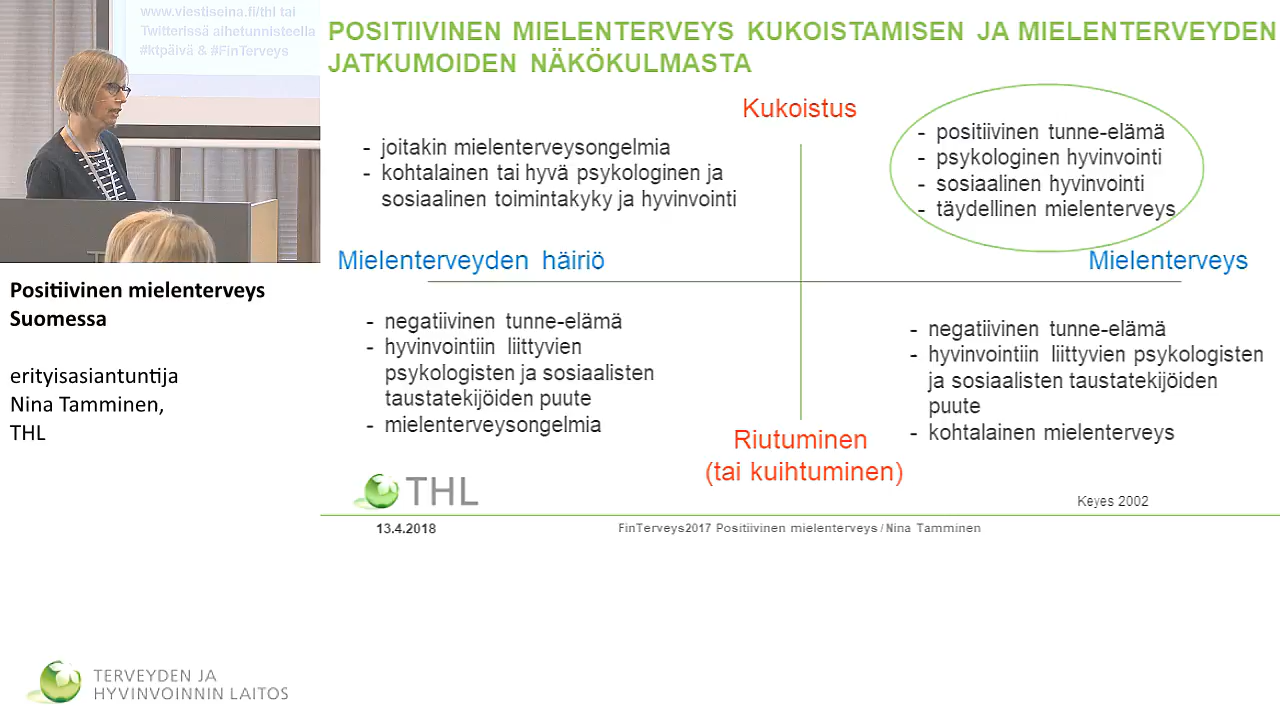 www.viestiseina.fi/thl tai
Twitterissä aihetunnisteella
#ktpäivä & #FinTerveys
Positiivinen mielenterveys
Suomessa
erityisasiantuntija
Nina Tamminen,
THL
POSITIIVINEN MIELENTERVEYS KUKOISTAMISEN JA MIELENTERVEYDEN
JATKUMOIDEN NÄKÖKULMASTA
Kukoistus
- joitakin mielenterveysongelmia
- kohtalainen tai hyvä psykologinen ja
sosiaalinen toimintakyky ja hyvinvointi
- positiivinen tunne-elämä
- psykologinen hyvinvointi
- sosiaalinen hyvinvointi
- täydellinen mielenterveys
Mielenterveyden häiriö
Mielenterveys
- negatiivinen tunne-elämä
- hyvinvointiin liittyvien
psykologisten ja sosiaalisten
taustatekijöiden puute
- mielenterveysongelmia
- negatiivinen tunne-elämä
- hyvinvointiin liittyvien psykologisten
ja sosiaalisten taustatekijöiden
puute
- kohtalainen mielenterveys
Riutuminen
(tai kuihtuminen)
THL
Keyes 2002
13.4.2018
FinTerveys2017 Positiivinen mielenterveys / Nina Tamminen
TERVEYDEN JA
HYVINVOINNIN LAITOS